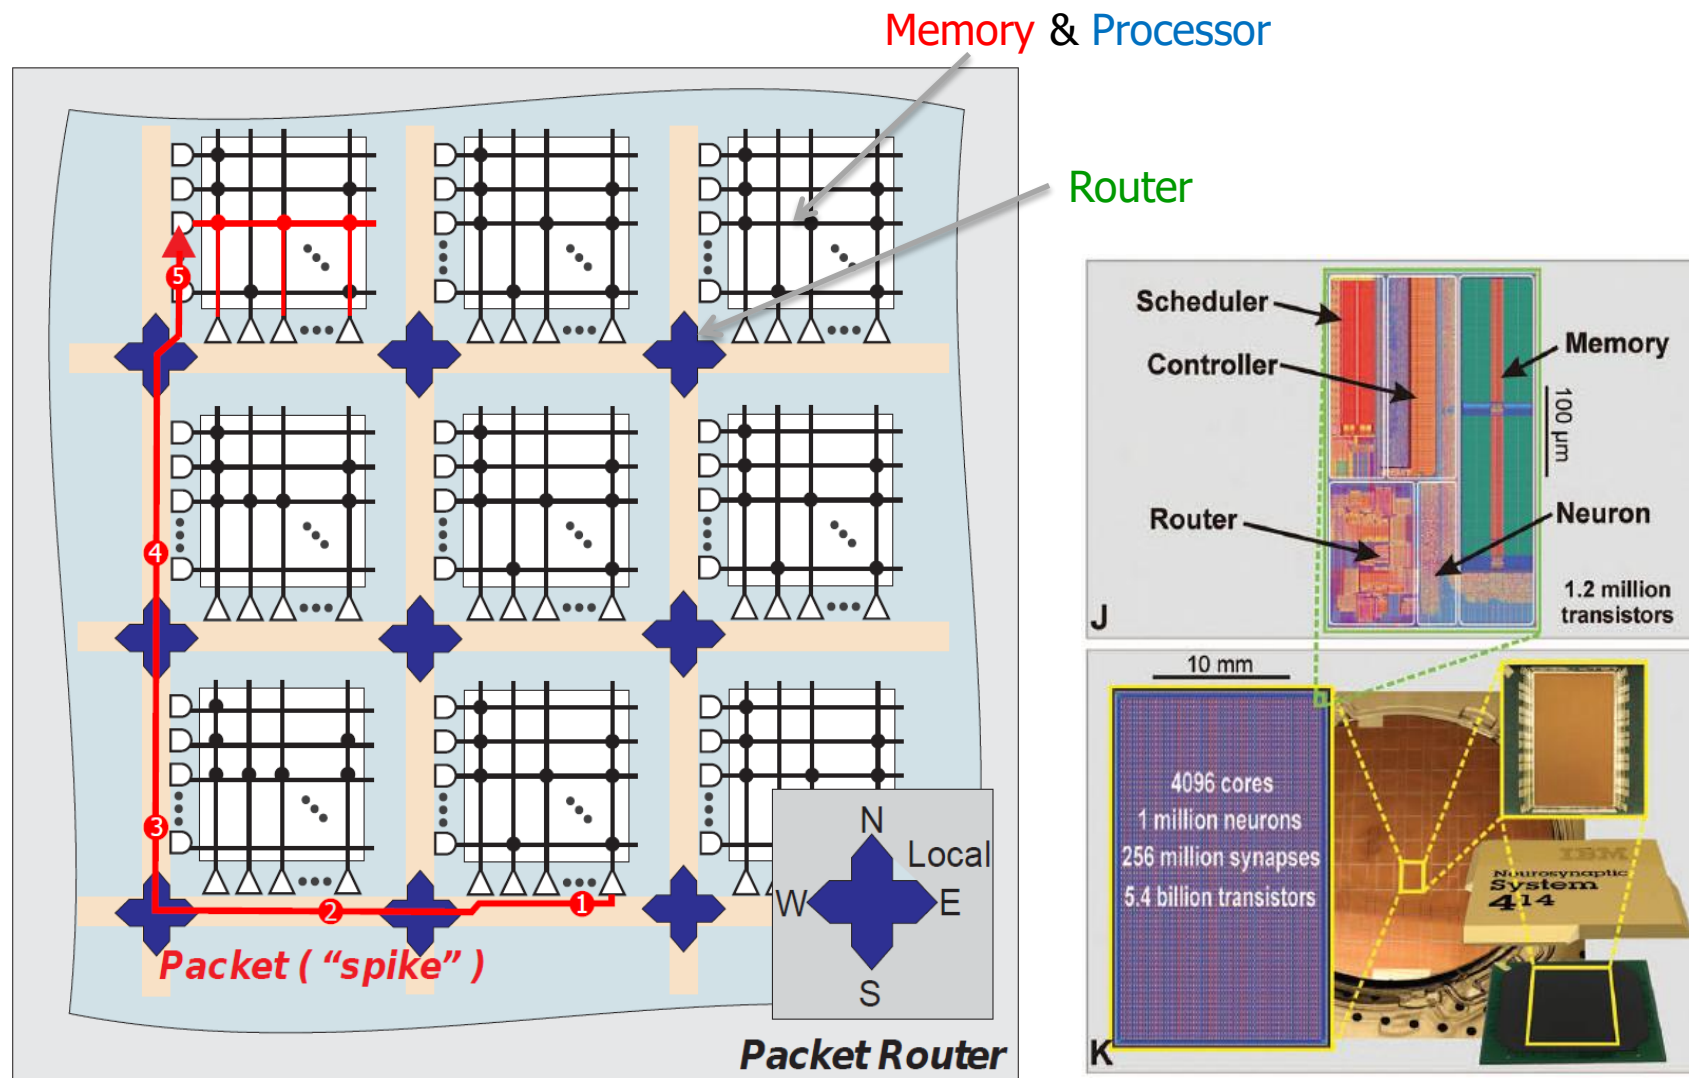 Memory & Processor
Router
5
4
3
2
1
Packet ( “spike” )
N
Local
W
E
S
Packet Router
Scheduler
Controller
Memory
100 µm
Router
Neuron
1.2 million
transistors
J
10 mm
4096 cores
1 million neurons
256 million synapses
5.4 billion transistors
IBM
Neurosynaptic
System
414
K